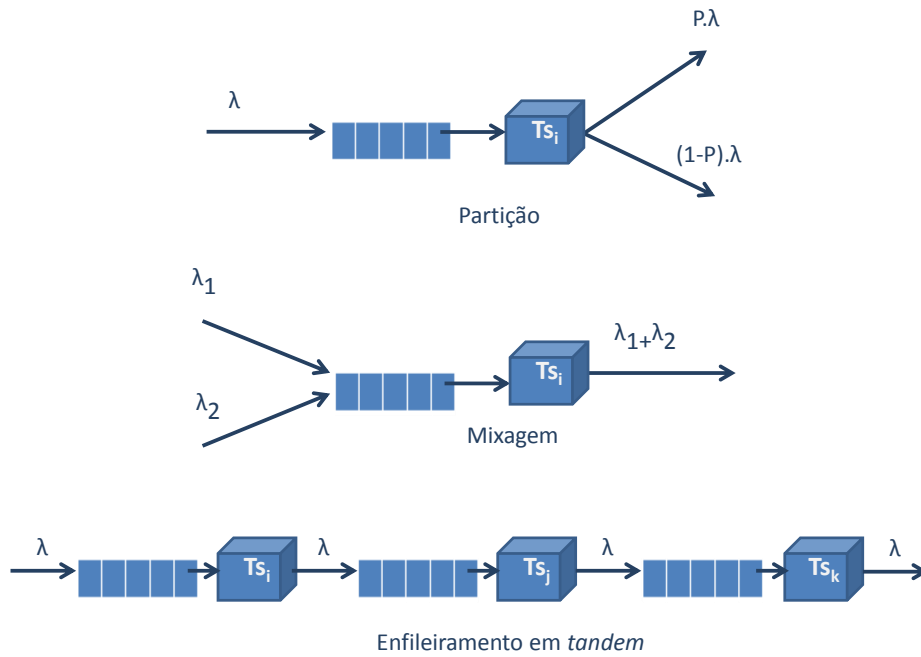 P.λ
λ
Tsᵢ
(1-P).λ
Partição
λ₁
λ₁+λ₂
Tsᵢ
λ₂
Mixagem
λ Tsᵢ λ Tsⱼ λ Tsₖ λ
Enfileiramento em tandem